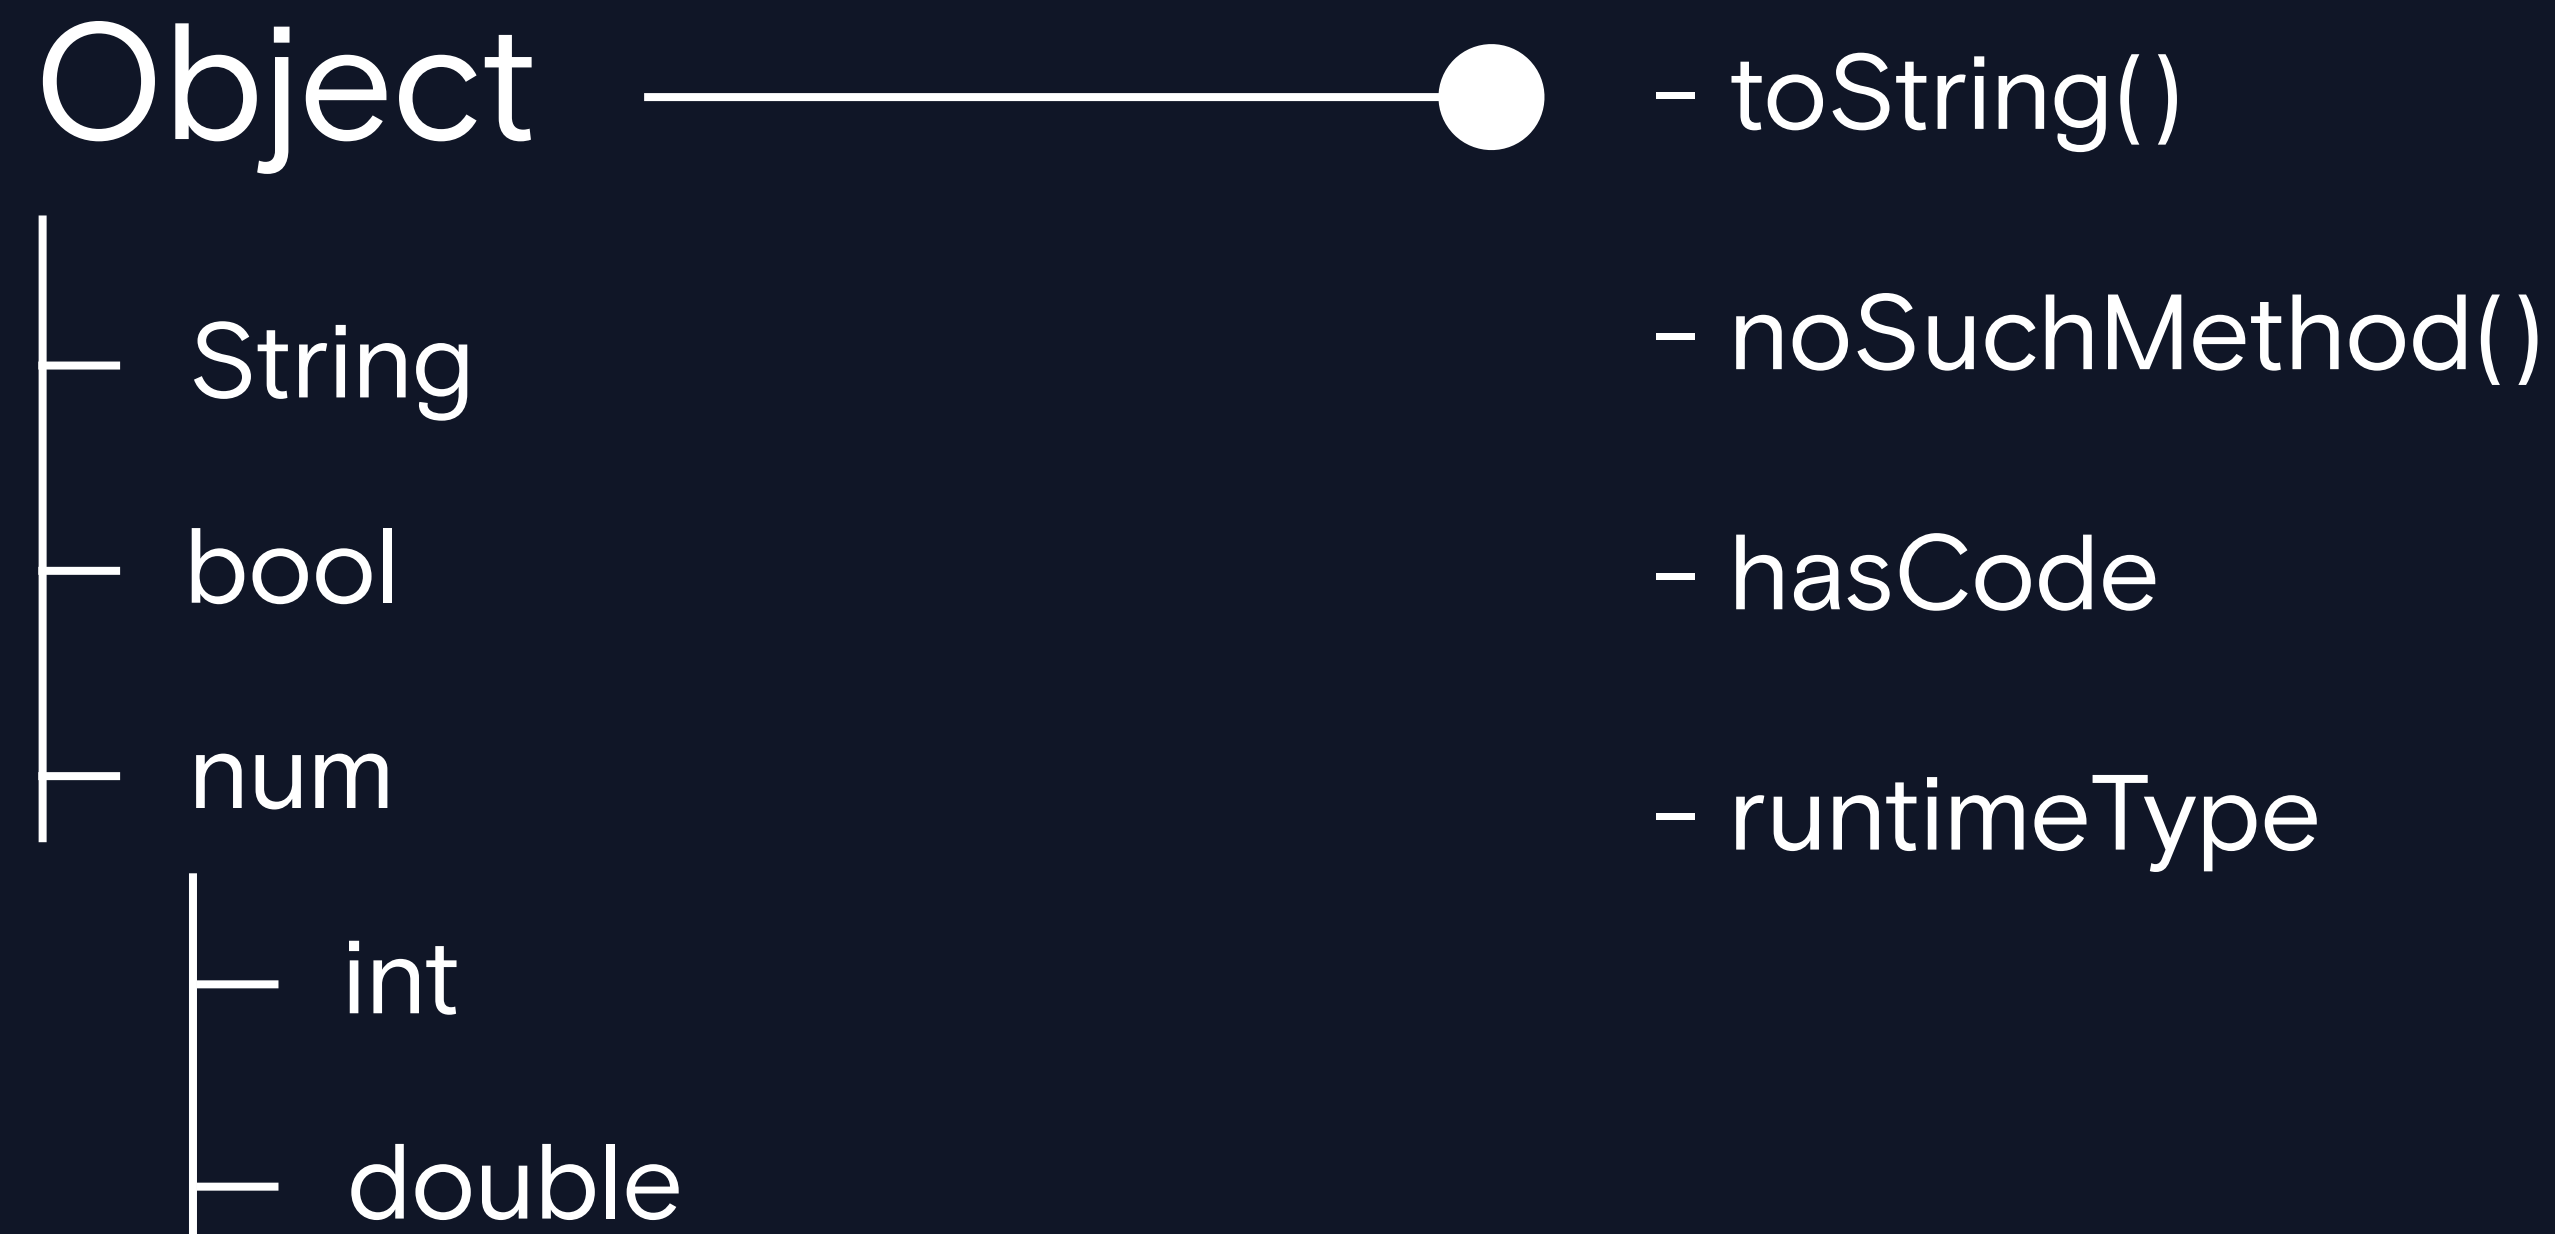 Object
String
bool
num
int
double
- toString()
- noSuchMethod()
- hasCode
- runtimeType